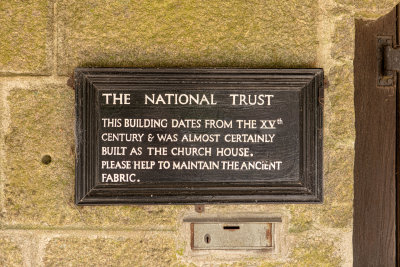 THE NATIONAL TRUST
THIS BUILDING DATES FROM THE XVth
CENTURY & WAS ALMOST CERTAINLY
BUILT AS THE CHURCH HOUSE.
PLEASE HELP TO MAINTAIN THE ANCiENT
FABRIC.